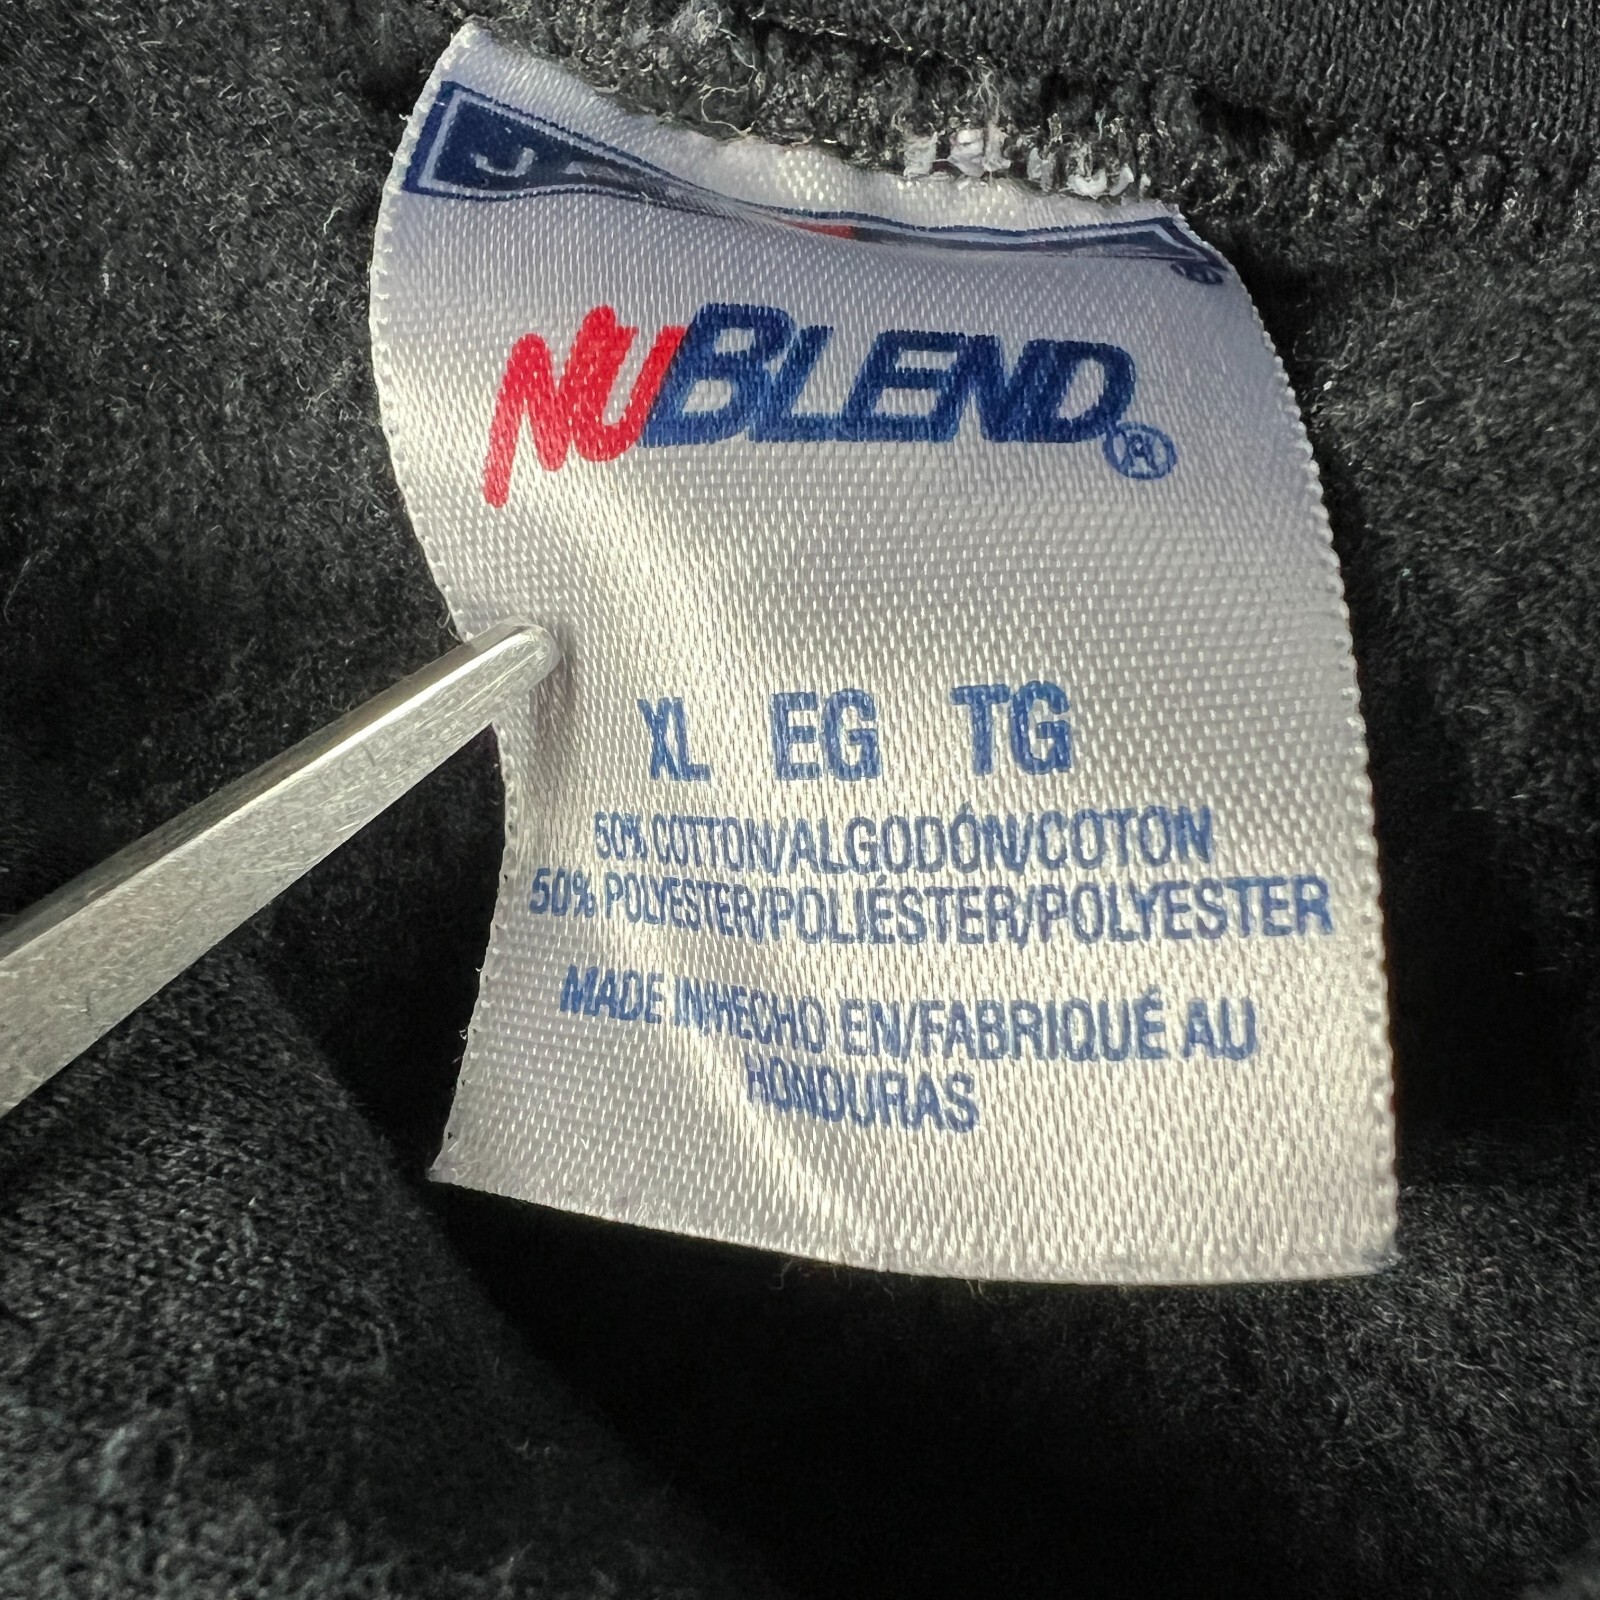 NUBLEND®
XL EG TG
50% COTTON/ALGODÓN/COTON
50% POLYESTER/POLIÉSTER/POLYESTER
MADE IN/HECHO EN/FABRIQUÉ AU
HONDURAS